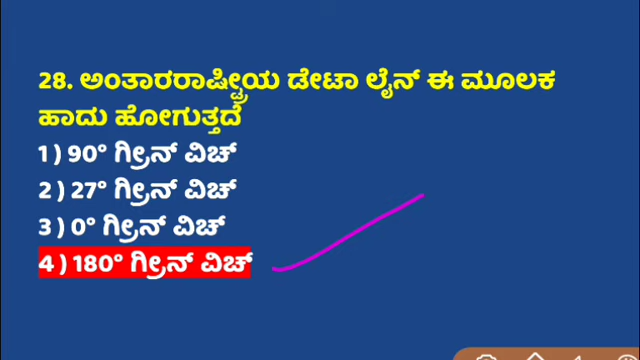 28. ಅಂತಾರರಾಷ್ಟ್ರೀಯ ಡೇಟಾ ಲೈನ್ ಈ ಮೂಲಕ
ಹಾದು ಹೋಗುತ್ತದೆ
1) 90° ಗ್ರೀನ್ ವಿಚ್
2) 27° ಗ್ರೀನ್ ವಿಚ್
3) 0° ಗ್ರೀನ್ ವಿಚ್
4) 180° ಗ್ರೀನ್ ವಿಚ್